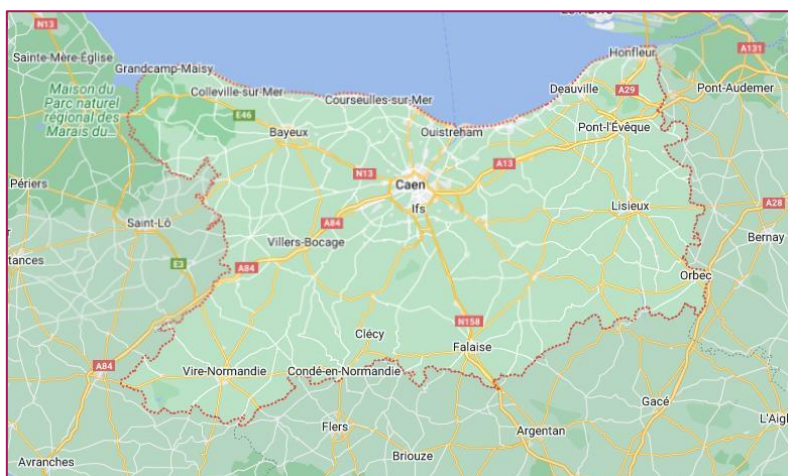 N13
Sainte-Mère-Église
Grandcamp-Maisy
Honfleur
A131
Maison du
Parc naturel
régional des
Marais du...
Colleville-sur-Mer
Courseulles-sur-Mer
Deauville
A29
Pont-Audemer
E46
Bayeux
Ouistreham
Pont-l'Évêque
A13
N13
Caen
Périers
Ifs
Lisieux
A28
Saint-Lô
A84
Villers-Bocage
Bernay
tances
E3
A84
Orbec
N158
Clécy
Falaise
A84
Vire-Normandie
Condé-en-Normandie
Gacé
Flers
Argentan
L'Aigl
Briouze
Avranches